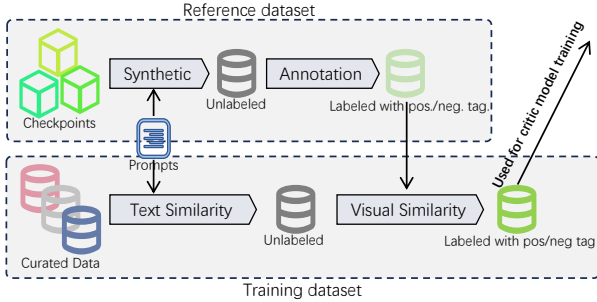 Reference dataset
Synthetic
Annotation
Unlabeled
Labeled with pos./neg. tag.
Checkpoints
Prompts
Used for critic model training
Text Similarity
Visual Similarity
Unlabeled
Labeled with pos/neg tag
Curated Data
Training dataset